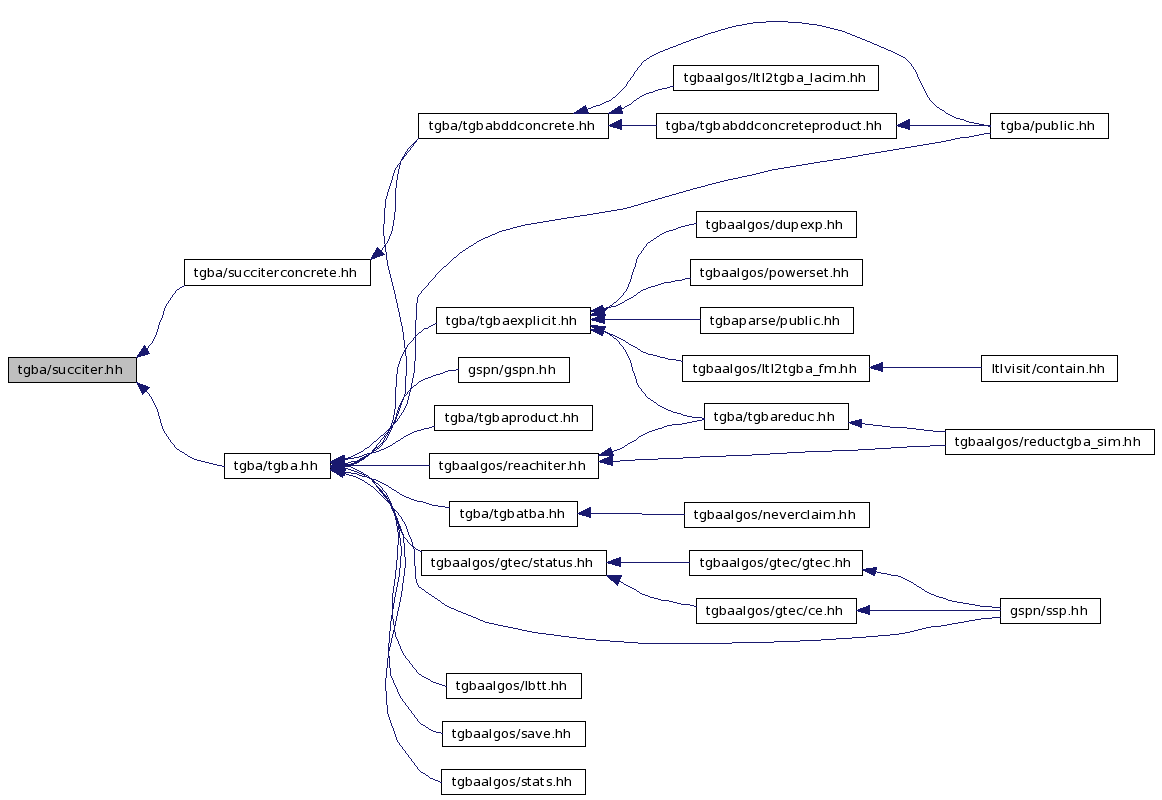 tgbaalgos/ltl2tgba_lacim.hh
tgba/tgbabddconcrete.hh
tgba/tgbabddconcreteproduct.hh
tgba/public.hh
tgbaalgos/dupexp.hh
tgba/succiterconcrete.hh
tgbaalgos/powerset.hh
tgba/tgbaexplicit.hh
tgbaparse/public.hh
tgba/succiter.hh
gspn/gspn.hh
tgbaalgos/ltl2tgba_fm.hh
ltlvisit/contain.hh
tgba/tgbaproduct.hh
tgba/tgbareduc.hh
tgbaalgos/reductgba_sim.hh
tgba/tgba.hh
tgbaalgos/reachiter.hh
tgba/tgbatba.hh
tgbaalgos/neverclaim.hh
tgbaalgos/gtec/status.hh
tgbaalgos/gtec/gtec.hh
tgbaalgos/gtec/ce.hh
gspn/ssp.hh
tgbaalgos/lbtt.hh
tgbaalgos/save.hh
tgbaalgos/stats.hh